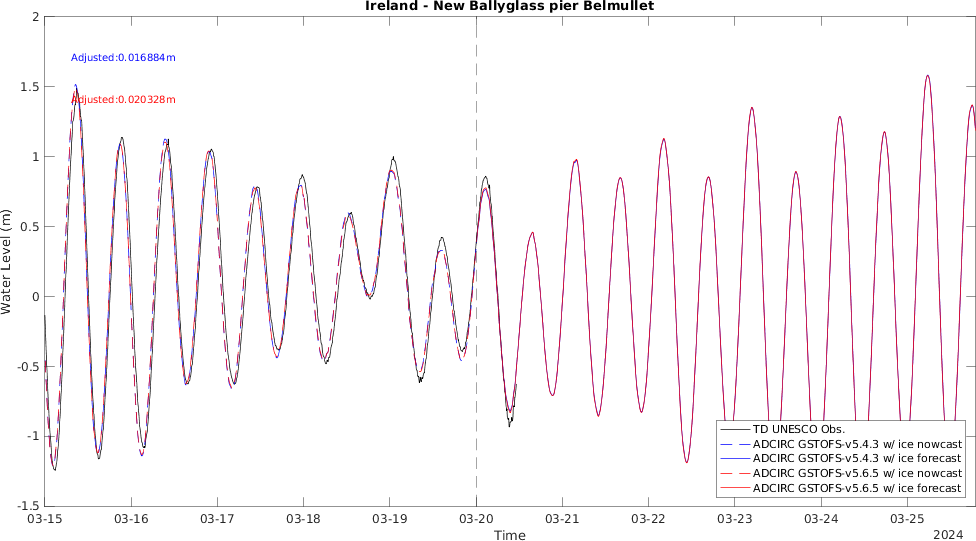 Ireland - New Ballyglass pier Belmullet
2
1.5
1
0.5
0
-0.5
-1
-1.5
Water Level (m)
Adjusted:0.016884m
Adjusted:0.020328m
TD UNESCO Obs.
ADCIRC GSTOFS-v5.4.3 w/ ice nowcast
ADCIRC GSTOFS-v5.4.3 w/ ice forecast
ADCIRC GSTOFS-v5.6.5 w/ ice nowcast
ADCIRC GSTOFS-v5.6.5 w/ ice forecast
03-15 03-16 03-17 03-18 03-19 03-20 03-21 03-22 03-23 03-24 03-25
Time
2024